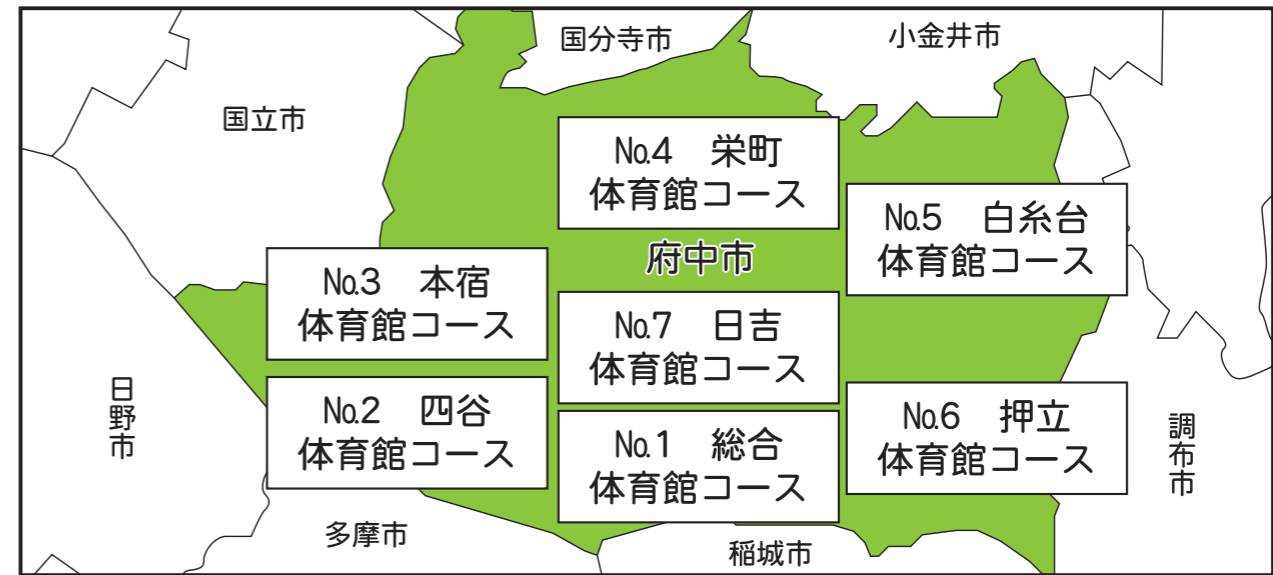 国分寺市
小金井市
国立市
No.4 栄町
体育館コース
No.5 白糸台
体育館コース
府中市
No.3 本宿
体育館コース
No.7 日吉
体育館コース
日野市
No.2 四谷
体育館コース
No.1 総合
体育館コース
No.6 押立
体育館コース
調布市
多摩市
稲城市